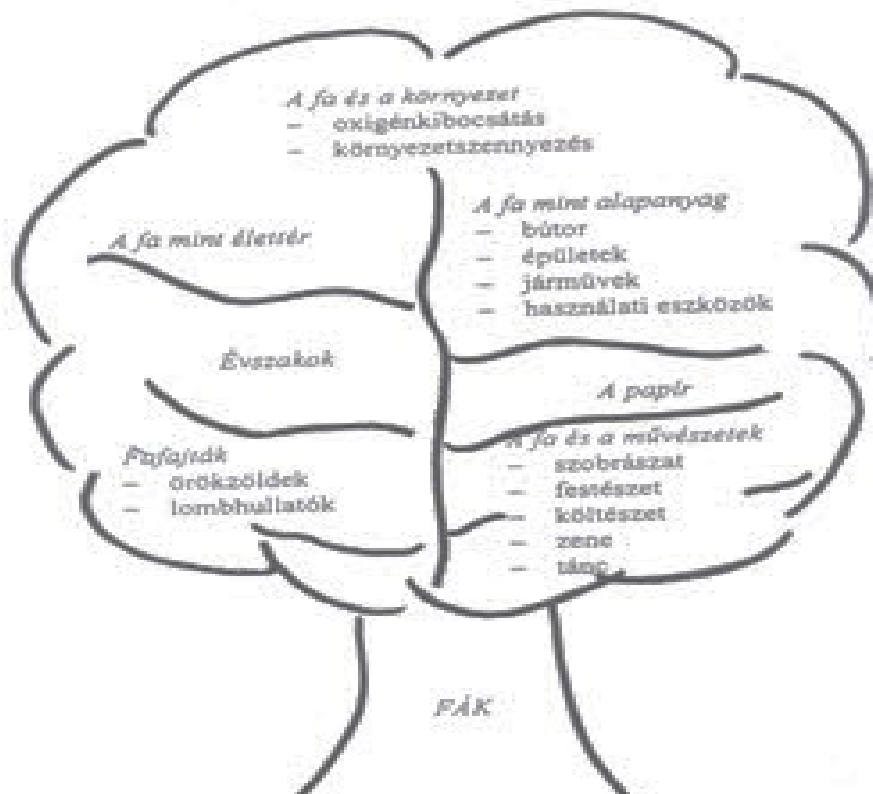 A fa és a környezet
– oxigénkibocsátás
– környezetszennyezés
A fa mint élettér
A fa mint alapanyag
– bútor
– épületek
– járművek
– használati eszközök
Évszakok
A papír
Fafajták
– örökzöldek
– lombhullatók
A fa és a művészetek
– szobrászat
– festészet
– költészet
– zene
– tánc
FÁK